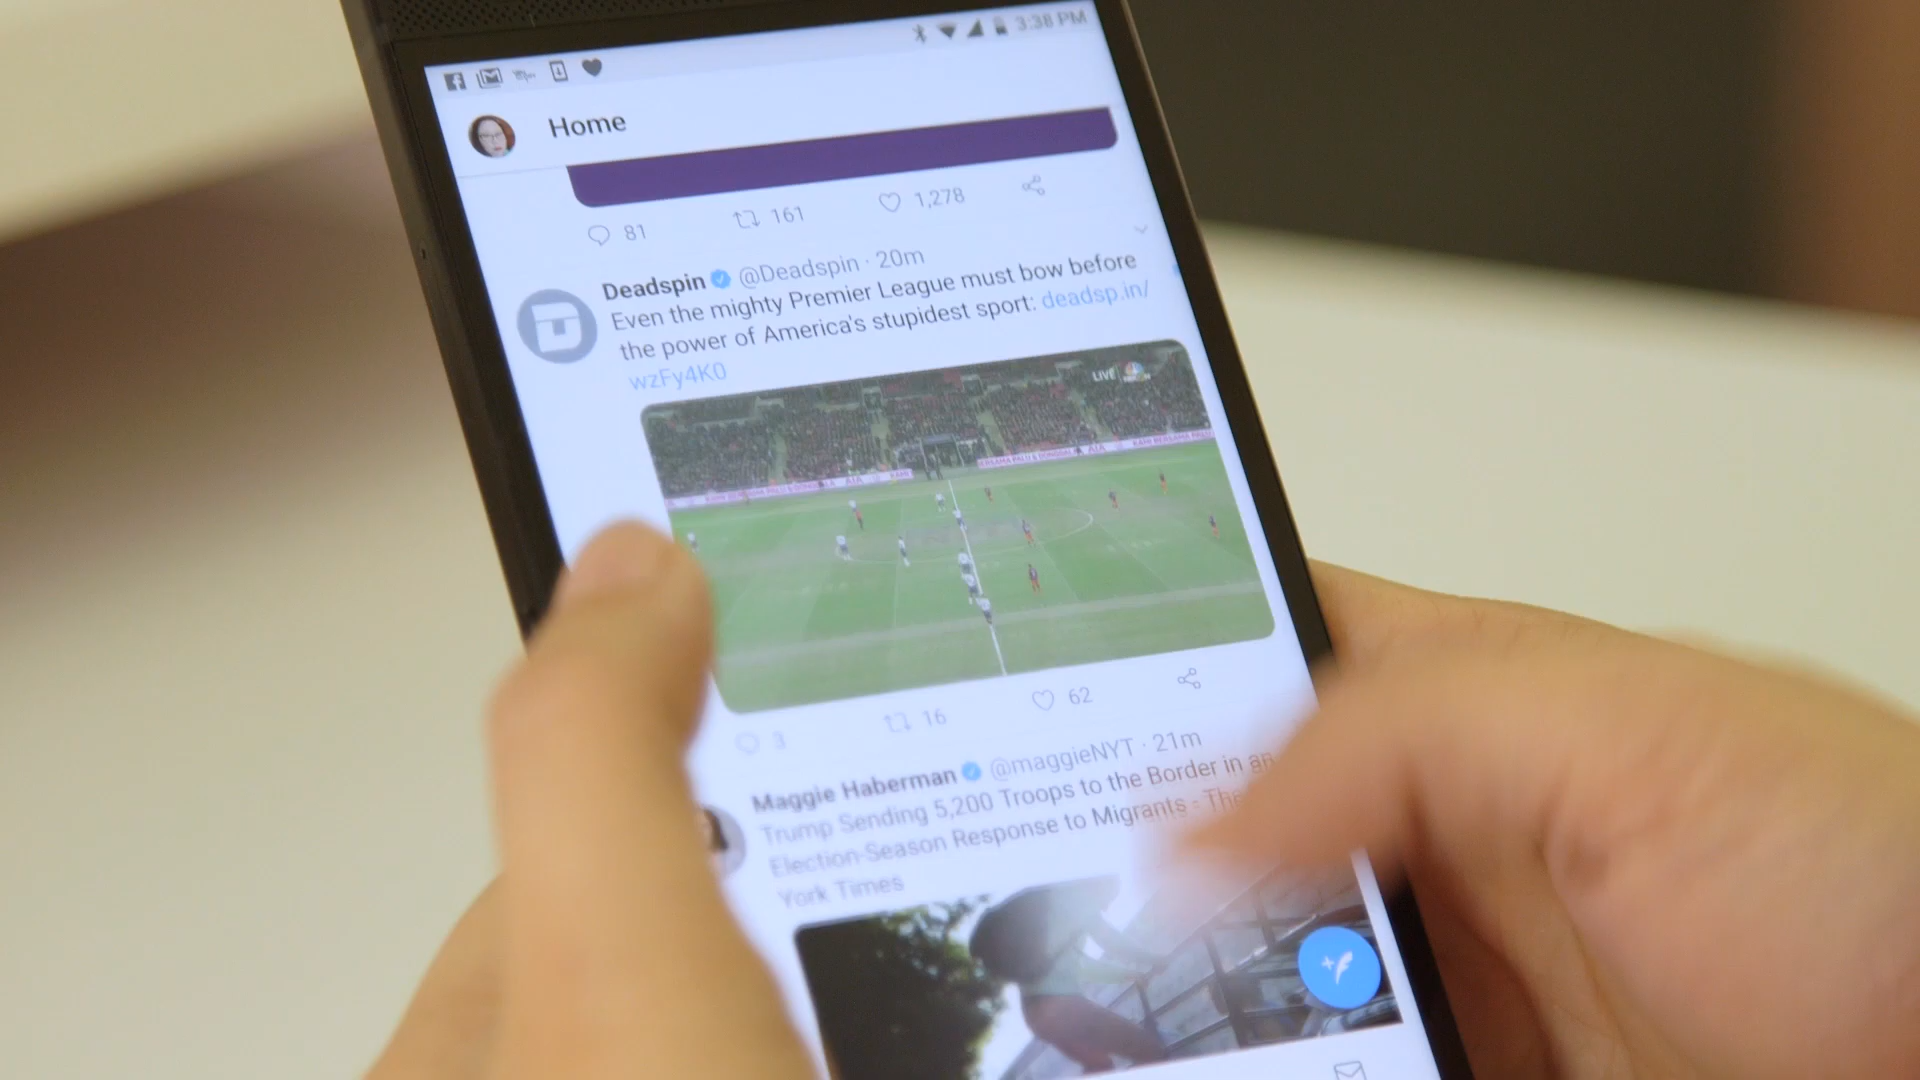 3:38 PM
Home
81 161 1,278
Deadspin @Deadspin · 20m
Even the mighty Premier League must bow before
the power of America's stupidest sport: deadsp.in/
wzFy4K0
LIVE
3 16 62
Maggie Haberman @maggieNYT · 21m
Trump Sending 5,200 Troops to the Border in an
Election-Season Response to Migrants - The
York Times